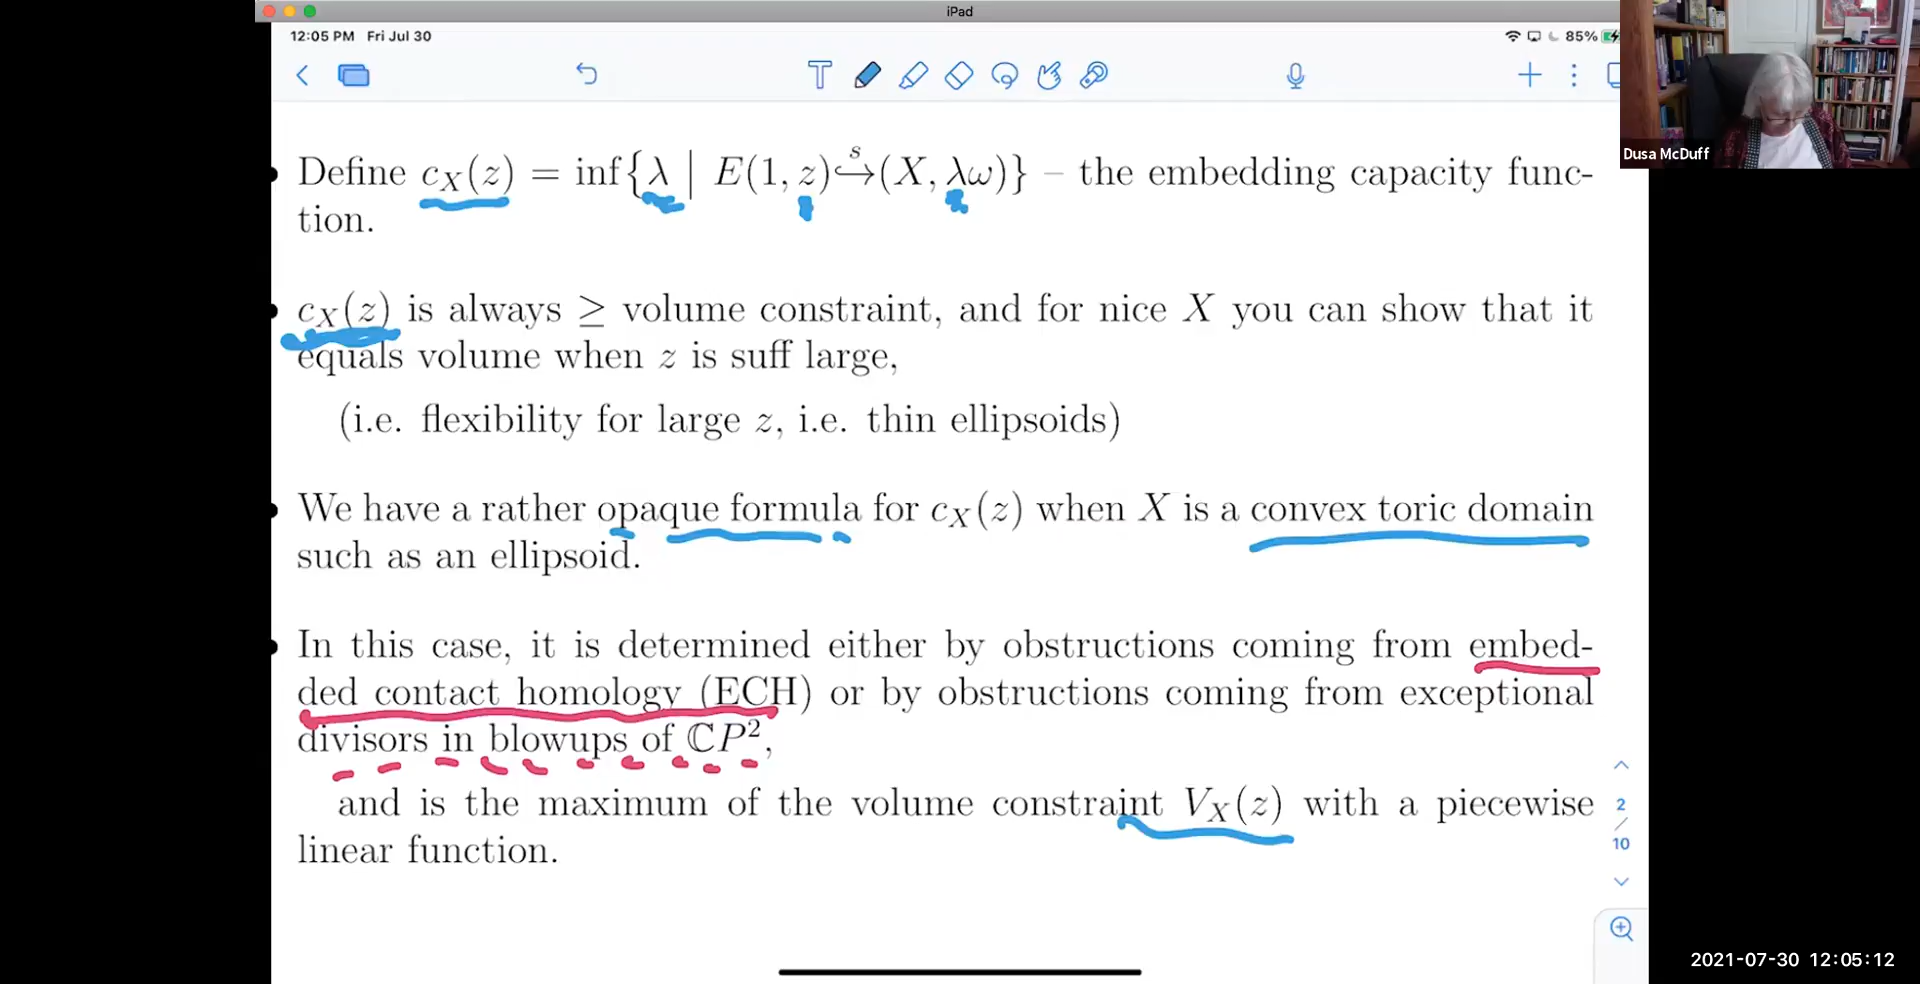 iPad
12:05 PM Fri Jul 30
85%
Dusa McDuff
• Define c_X(z) = inf{λ | E(1, z) ↪^s (X, λω)} – the embedding capacity func-
tion.
• c_X(z) is always ≥ volume constraint, and for nice X you can show that it
equals volume when z is suff large,
(i.e. flexibility for large z, i.e. thin ellipsoids)
• We have a rather opaque formula for c_X(z) when X is a convex toric domain
such as an ellipsoid.
• In this case, it is determined either by obstructions coming from embed-
ded contact homology (ECH) or by obstructions coming from exceptional
divisors in blowups of ℂP²,
and is the maximum of the volume constraint V_X(z) with a piecewise
linear function.
2
/
10
2021-07-30 12:05:12